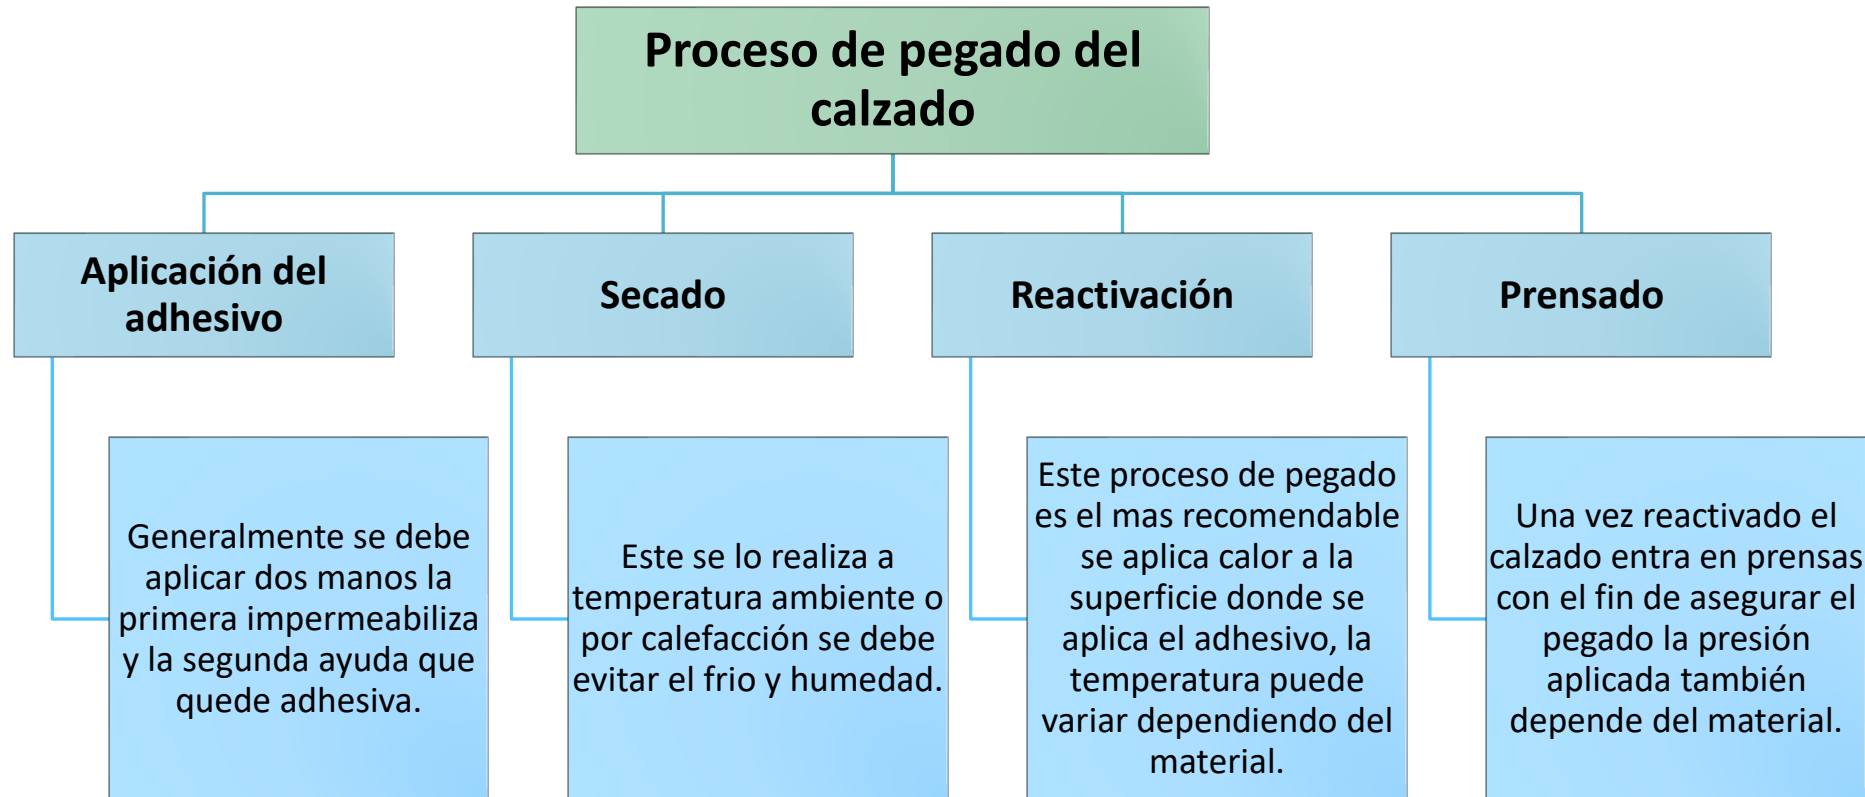 Proceso de pegado del
calzado
Aplicación del
adhesivo
Generalmente se debe
aplicar dos manos la
primera impermeabiliza
y la segunda ayuda que
quede adhesiva.
Secado
Este se lo realiza a
temperatura ambiente o
por calefacción se debe
evitar el frio y humedad.
Reactivación
Este proceso de pegado
es el mas recomendable
se aplica calor a la
superficie donde se
aplica el adhesivo, la
temperatura puede
variar dependiendo del
material.
Prensado
Una vez reactivado el
calzado entra en prensas
con el fin de asegurar el
pegado la presión
aplicada también
depende del material.